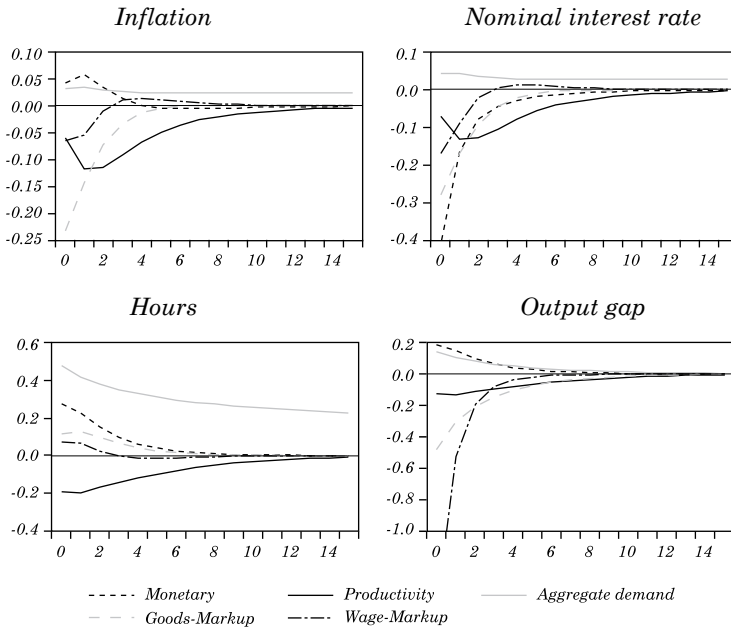 Inflation
0.10
0.05
0.00
-0.05
-0.10
-0.15
-0.20
-0.25
0 2 4 6 8 10 12 14
Nominal interest rate
0.1
0.0
-0.1
-0.2
-0.3
-0.4
0 2 4 6 8 10 12 14
Hours
0.6
0.4
0.2
0.0
-0.2
-0.4
0 2 4 6 8 10 12 14
Output gap
0.2
0.0
-0.2
-0.4
-0.6
-0.8
-1.0
0 2 4 6 8 10 12 14
Monetary Productivity Aggregate demand
Goods-Markup Wage-Markup